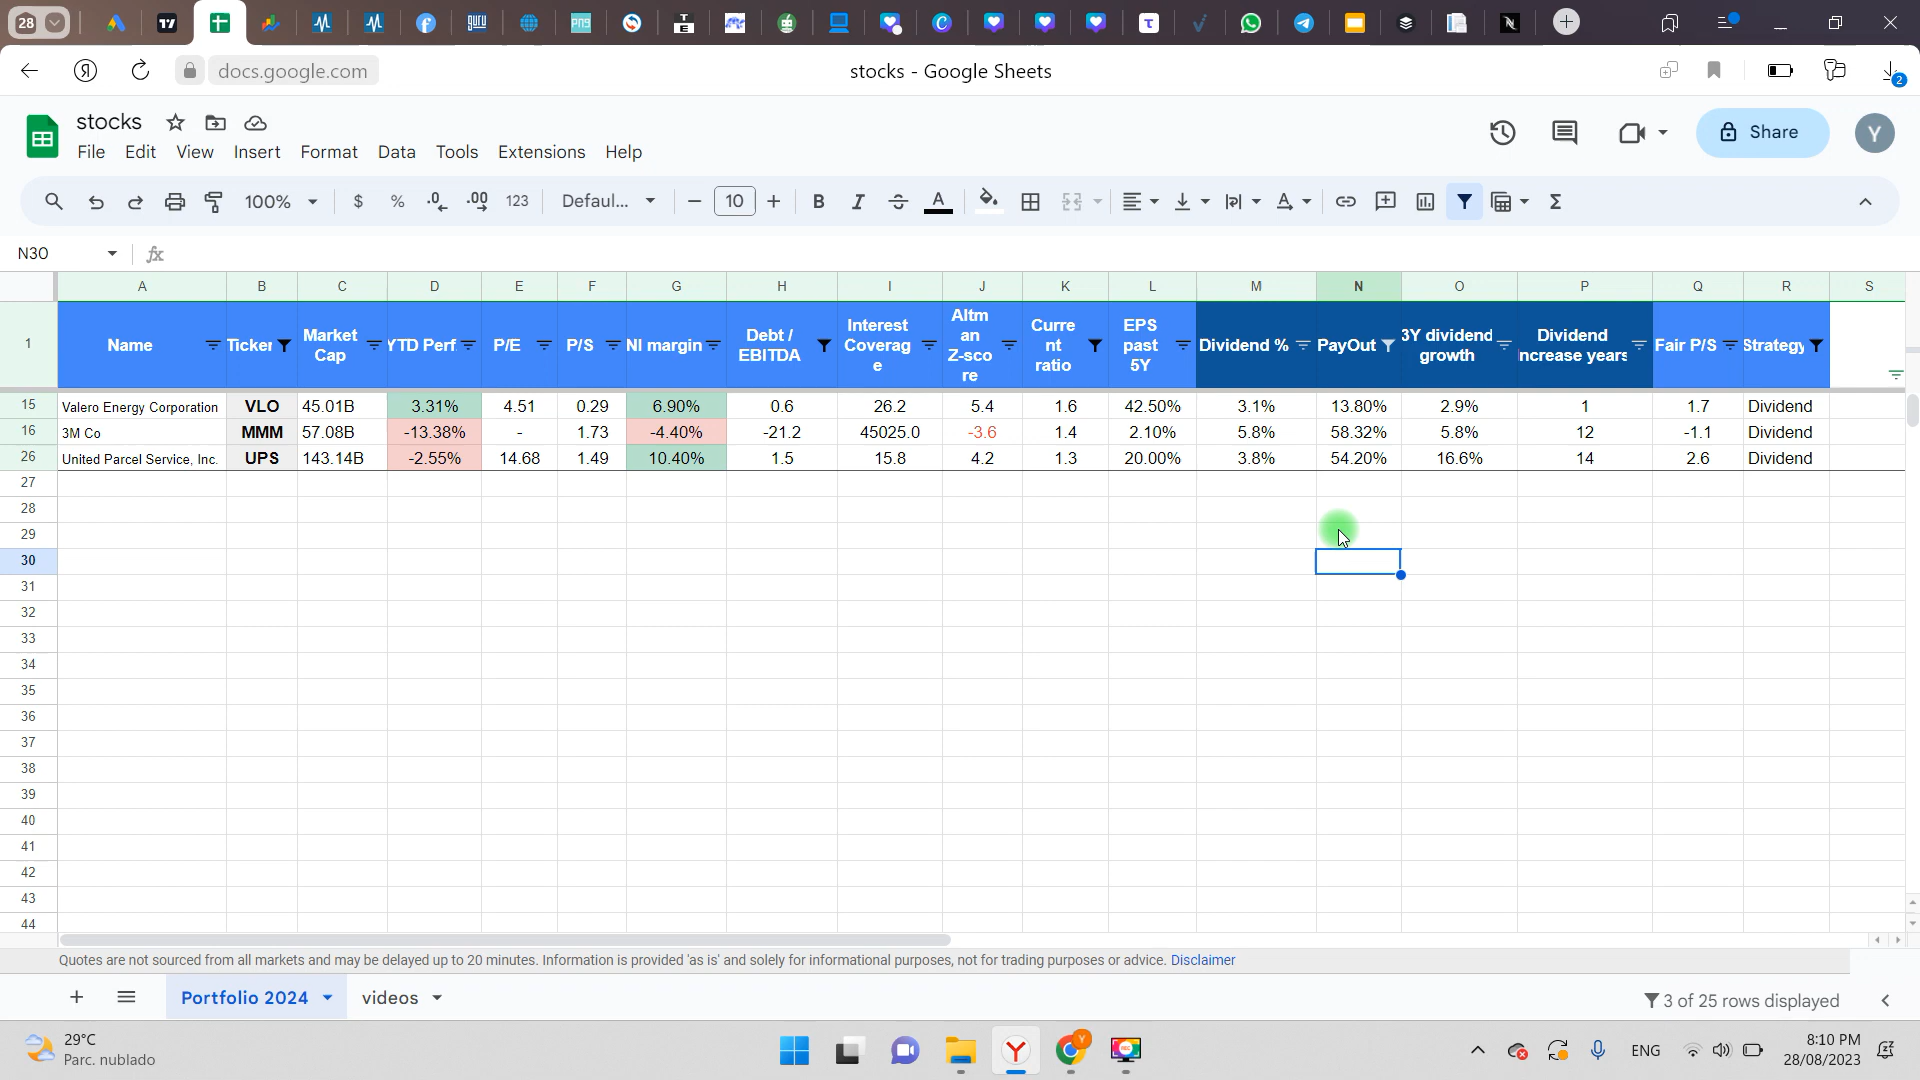 28
docs.google.com
stocks - Google Sheets
2
stocks
File Edit View Insert Format Data Tools Extensions Help
Share
Y
100% $ % .0 .00 123 Defaul... 10 B I A
N30
fx
A B C D E F G H I J K L M N O P Q R S
1 Name Ticker Market Cap YTD Perf. P/E P/S NI margin Debt / EBITDA Interest Coverage Altman Z-score Current ratio EPS past 5Y Dividend % PayOut 3Y dividend growth Dividend increase years Fair P/S Strategy
15 Valero Energy Corporation VLO 45.01B 3.31% 4.51 0.29 6.90% 0.6 26.2 5.4 1.6 42.50% 3.1% 13.80% 2.9% 1 1.7 Dividend
16 3M Co MMM 57.08B -13.38% - 1.73 -4.40% -21.2 45025.0 -3.6 1.4 2.10% 5.8% 58.32% 5.8% 12 -1.1 Dividend
26 United Parcel Service, Inc. UPS 143.14B -2.55% 14.68 1.49 10.40% 1.5 15.8 4.2 1.3 20.00% 3.8% 54.20% 16.6% 14 2.6 Dividend
27
28
29
30
31
32
33
34
35
36
37
38
39
40
41
42
43
44
Quotes are not sourced from all markets and may be delayed up to 20 minutes. Information is provided 'as is' and solely for informational purposes, not for trading purposes or advice. Disclaimer
Portfolio 2024 videos 3 of 25 rows displayed
29°C
Parc. nublado
ENG
8:10 PM
28/08/2023